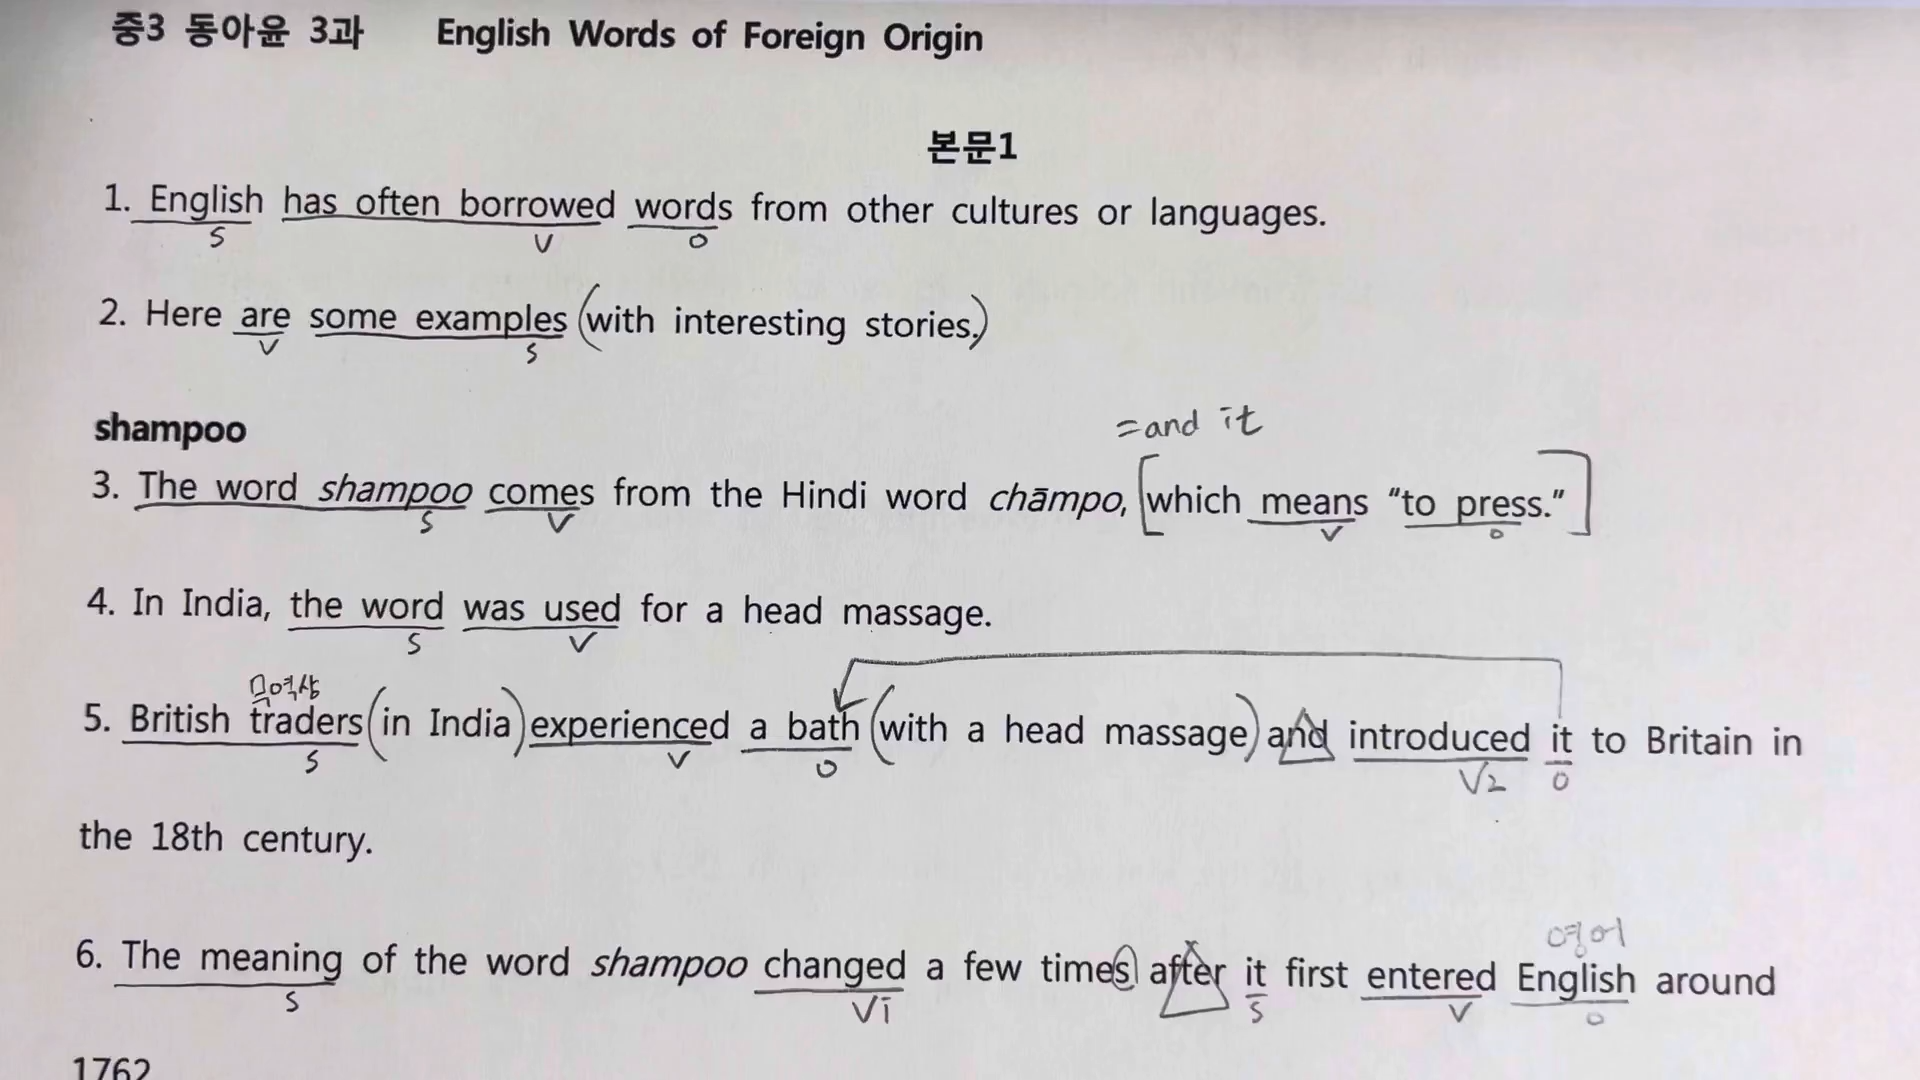 중3 동아윤 3과 English Words of Foreign Origin
본문1
1. English has often borrowed words from other cultures or languages.
S V O
2. Here are some examples (with interesting stories.)
V S
shampoo
=and it
3. The word shampoo comes from the Hindi word chāmpo, [which means “to press.”]
S V V O
4. In India, the word was used for a head massage.
S V
무역상
5. British traders (in India) experienced a bath (with a head massage) and introduced it to Britain in
S V O V2 O
the 18th century.
영어
6. The meaning of the word shampoo changed a few times after it first entered English around
S Vi S V O
1762